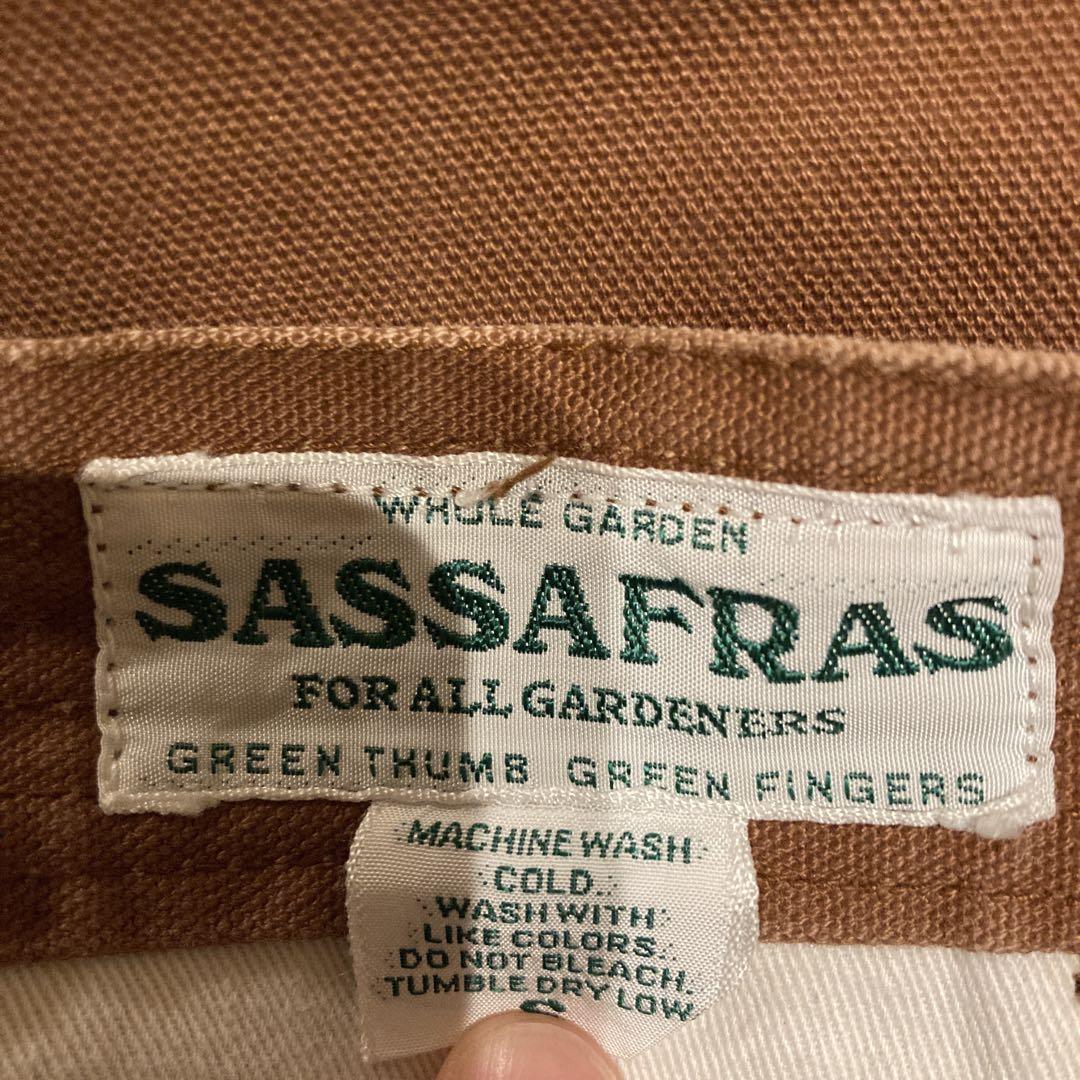 WHOLE GARDEN
SASSAFRAS
FOR ALL GARDENERS
GREEN THUMB GREEN FINGERS
MACHINE WASH
COLD.
WASH WITH
LIKE COLORS.
DO NOT BLEACH.
TUMBLE DRY LOW